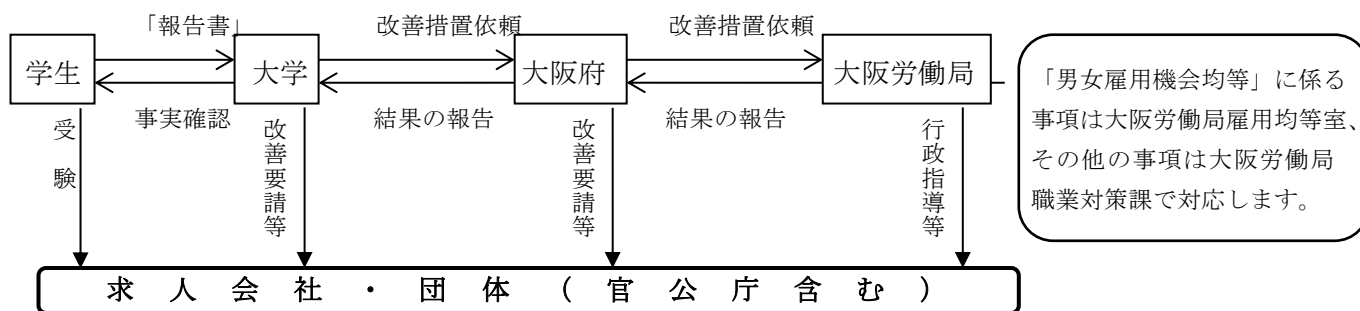 「報告書」
改善措置依頼
改善措置依頼
学生
大学
大阪府
大阪労働局
事実確認
結果の報告
結果の報告
受験
改善要請等
改善要請等
行政指導等
「男女雇用機会均等」に係る
事項は大阪労働局雇用均等室、
その他の事項は大阪労働局
職業対策課で対応します。
求人会社・団体(官公庁含む)